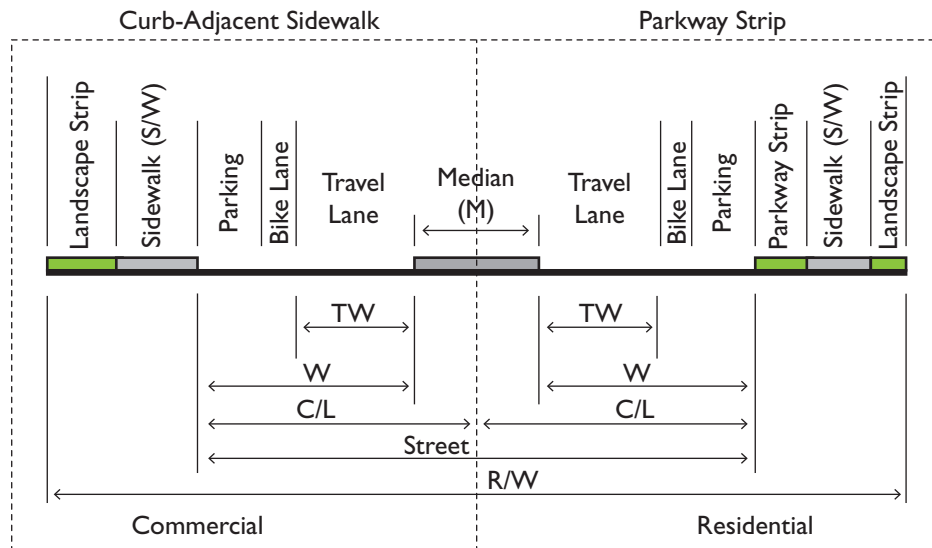 Curb-Adjacent Sidewalk
Parkway Strip
Landscape Strip
Sidewalk (S/W)
Parking
Bike Lane
Travel
Lane
Median
(M)
Travel
Lane
Bike Lane
Parking
Parkway Strip
Sidewalk (S/W)
Landscape Strip
TW
TW
W
W
C/L
C/L
Street
R/W
Commercial
Residential